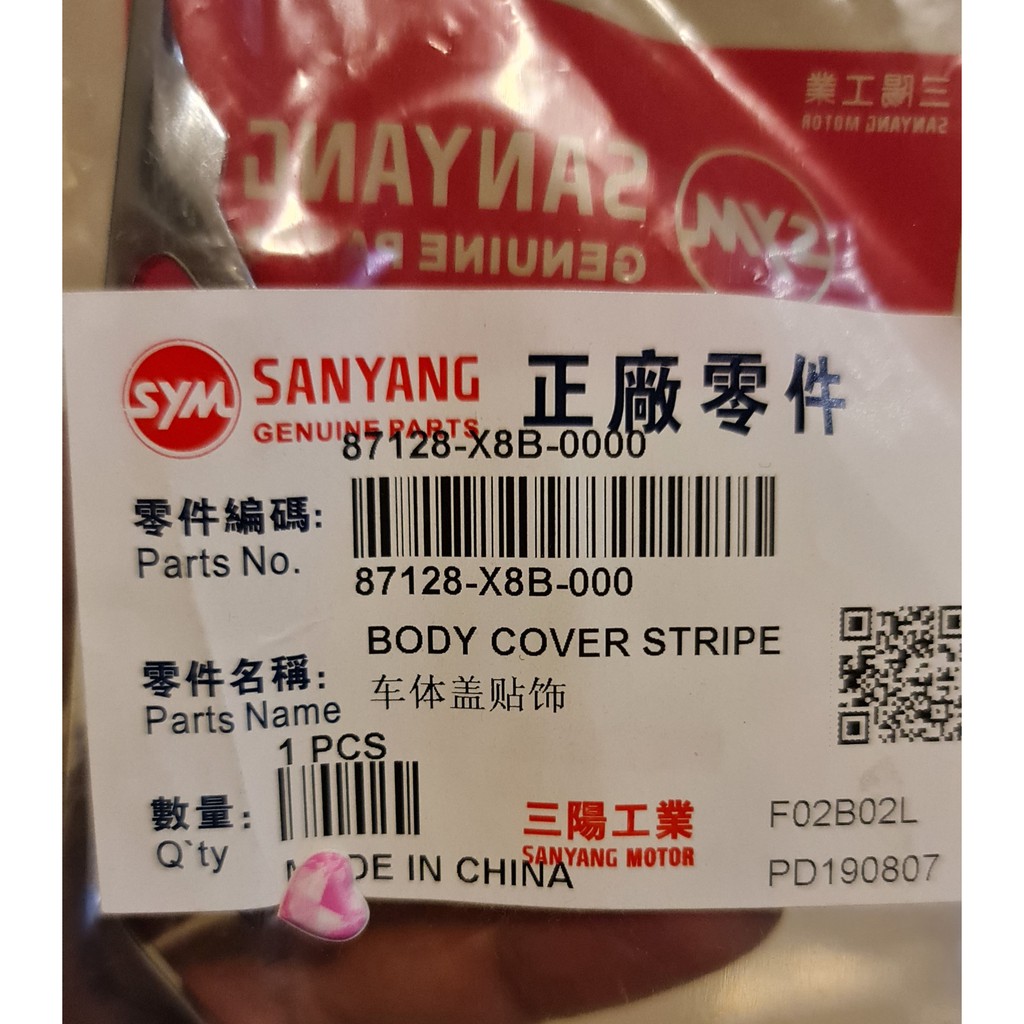 三陽工業
SANYANG MOTOR
SANYANG
GENUINE
SYM
SYM
SANYANG
GENUINE PARTS
正廠零件
87128-X8B-0000
零件編碼:
Parts No.
87128-X8B-000
BODY COVER STRIPE
零件名稱:
Parts Name
车体盖贴饰
1 PCS
數量:
Q`ty
三陽工業
SANYANG MOTOR
F02B02L
IN CHINA
PD190807